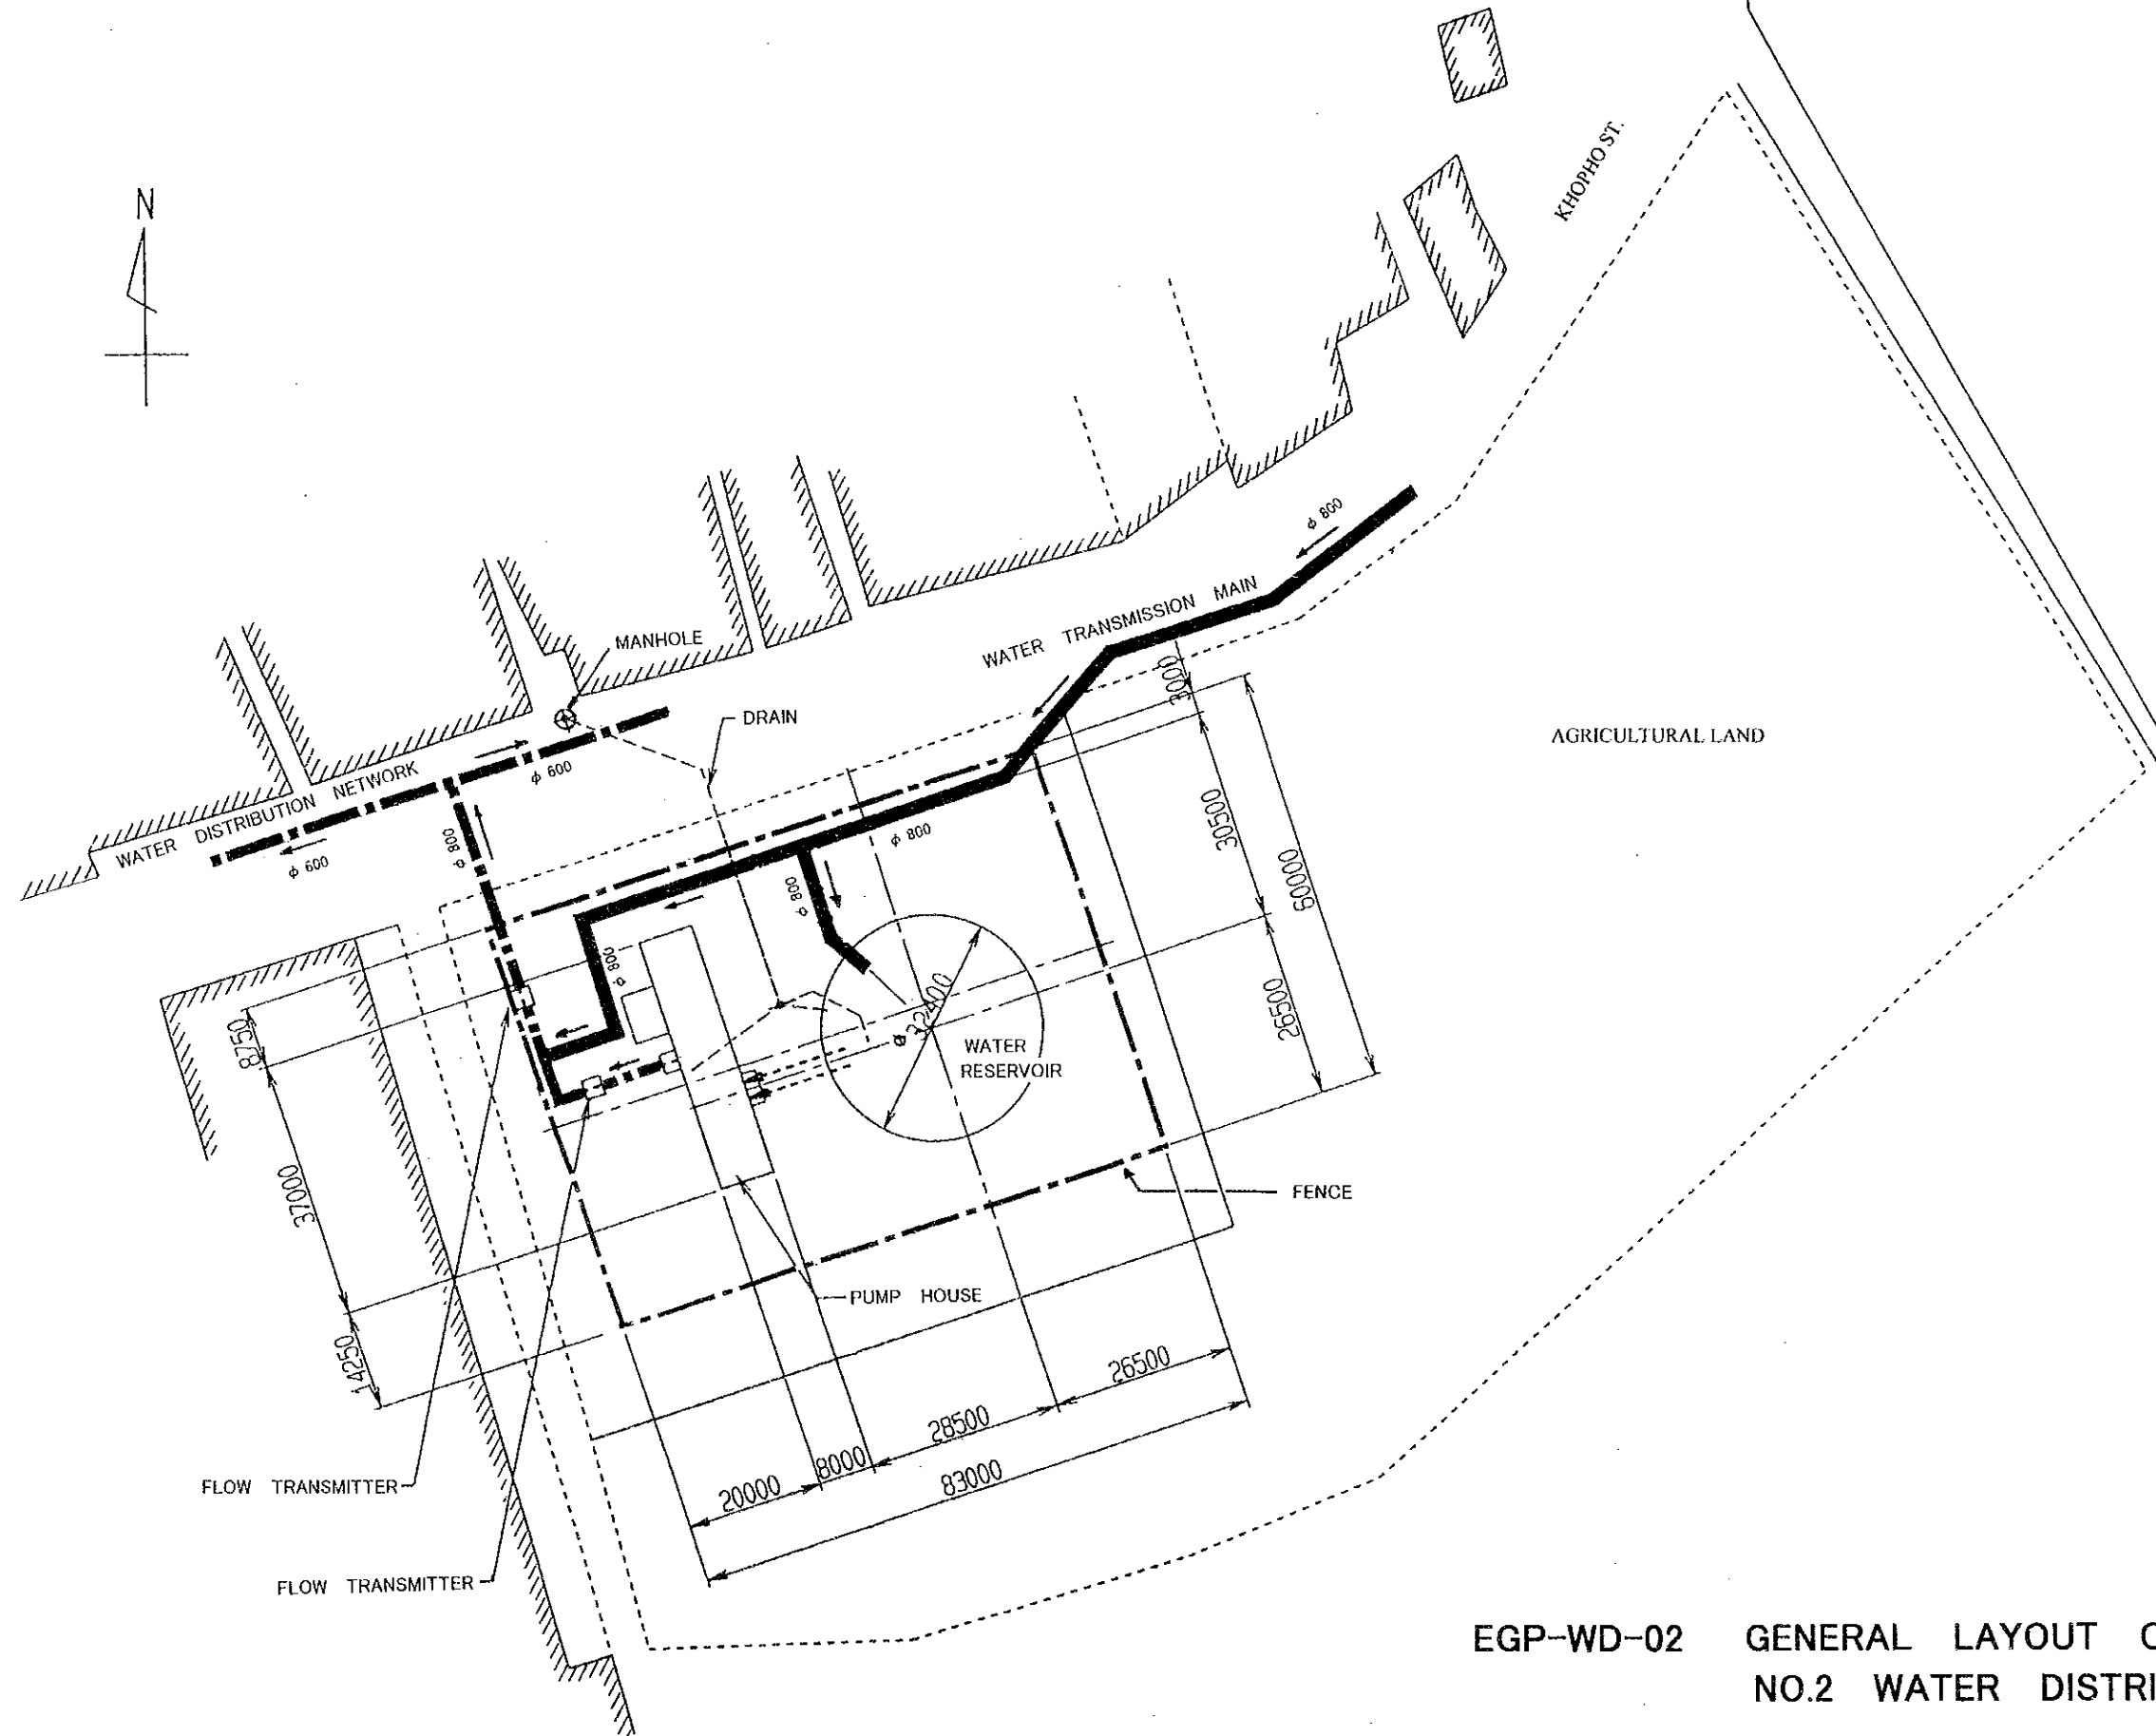 N
KHOPHO ST.
φ 800
WATER TRANSMISSION MAIN
MANHOLE
DRAIN
3000
AGRICULTURAL LAND
φ 600
WATER DISTRIBUTION NETWORK
φ 600
φ 800
φ 800
φ 800
φ 800
30500
60000
26500
φ 32400
WATER
RESERVOIR
8750
37000
14250
FENCE
PUMP HOUSE
26500
28500
8000
20000
83000
FLOW TRANSMITTER
FLOW TRANSMITTER
EGP-WD-02 GENERAL LAYOUT
NO.2 WATER DISTRI